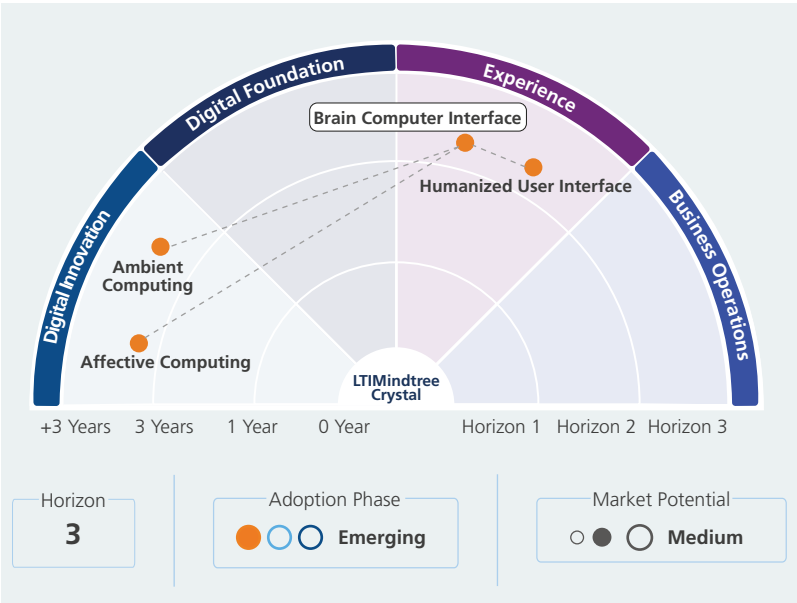 Digital Foundation
Experience
Digital Innovation
Business Operations
Brain Computer Interface
Humanized User Interface
Ambient
Computing
Affective Computing
LTIMindtree
Crystal
+3 Years
3 Years
1 Year
0 Year
Horizon 1
Horizon 2
Horizon 3
Horizon
3
Adoption Phase
Emerging
Market Potential
Medium